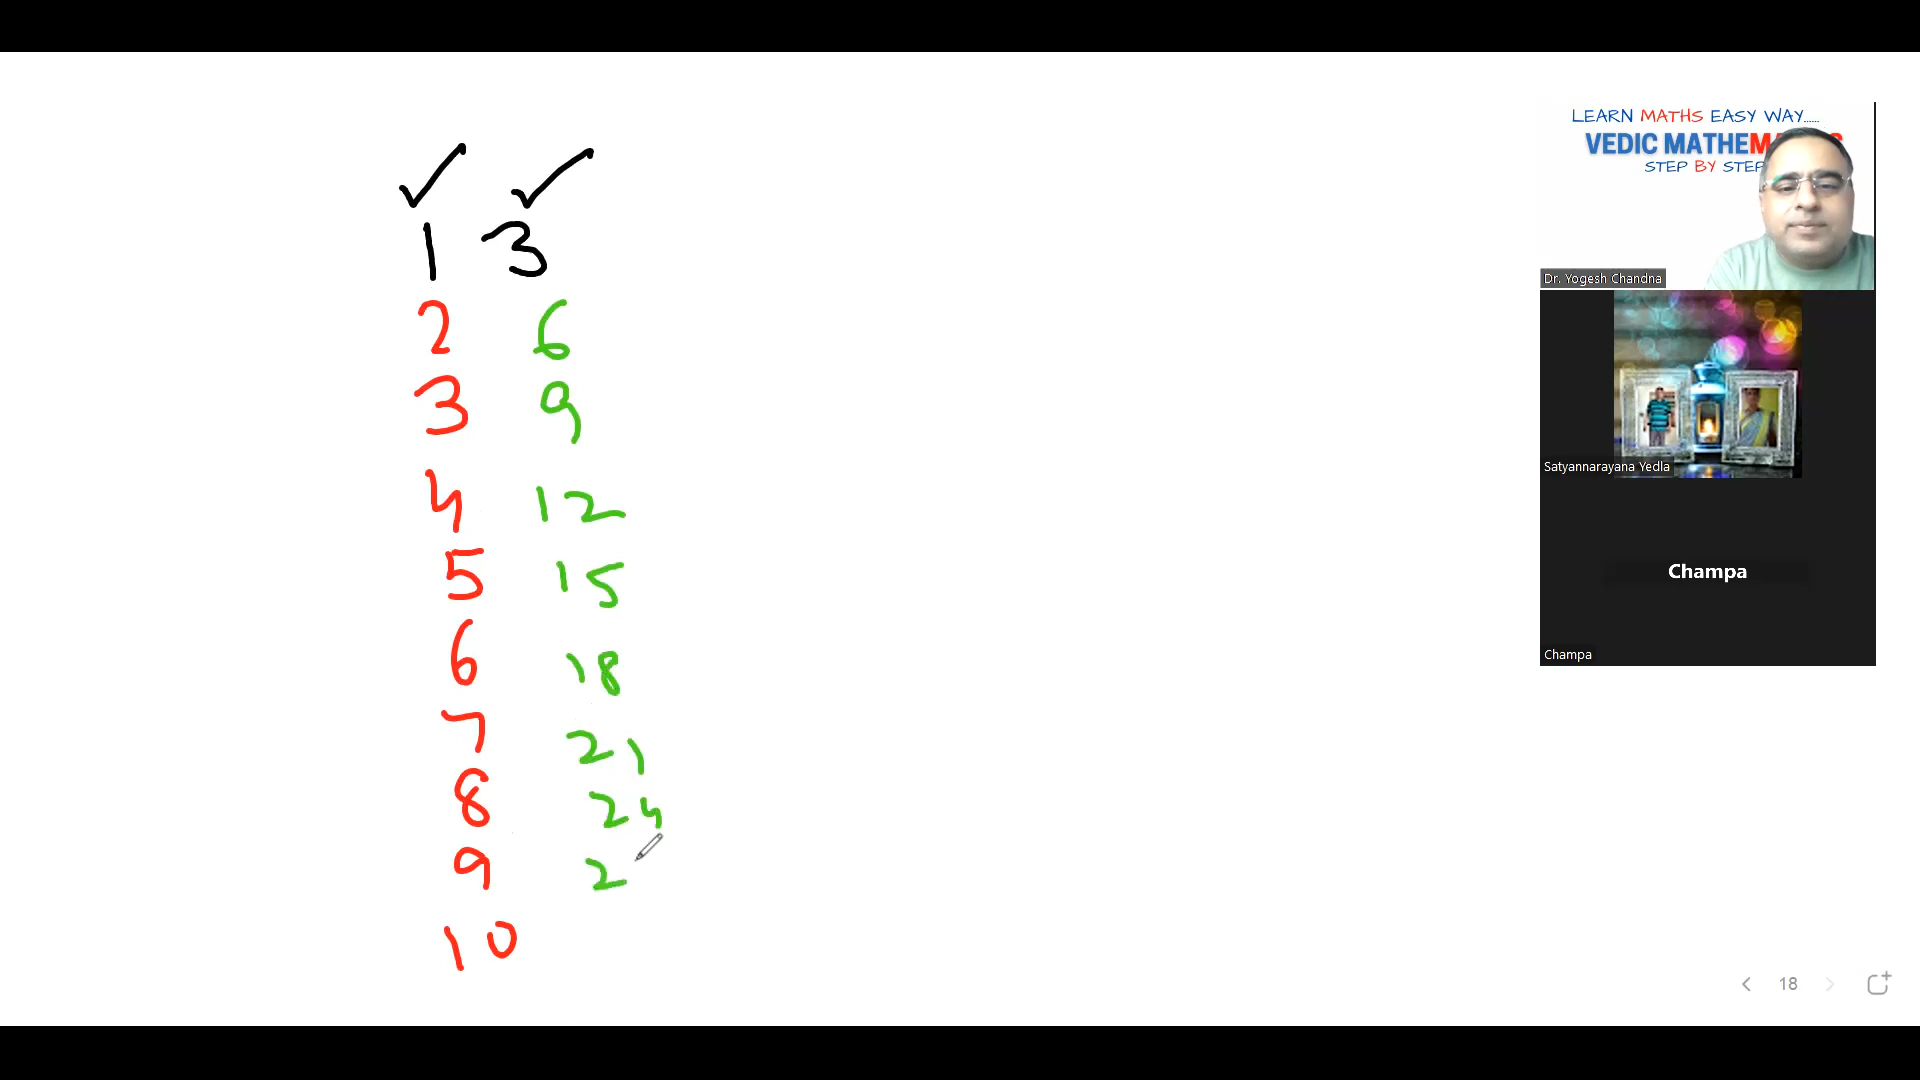 1 3
2 6
3 9
4 12
5 15
6 18
7 21
8 24
9 2
10
LEARN MATHS EASY WAY......
VEDIC MATHEM
STEP BY STEP
Dr. Yogesh Chandna
Satyannarayana Yedla
Champa
Champa
18